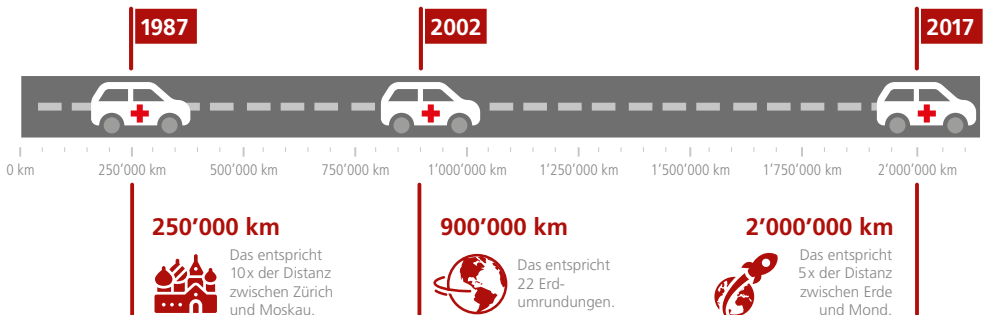 1987
2002
2017
0 km
250’000 km
500’000 km
750’000 km
1’000’000 km
1’250’000 km
1’500’000 km
1’750’000 km
2’000’000 km
250’000 km
Das entspricht
10x der Distanz
zwischen Zürich
und Moskau.
900’000 km
Das entspricht
22 Erd-
umrundungen.
2’000’000 km
Das entspricht
5x der Distanz
zwischen Erde
und Mond.